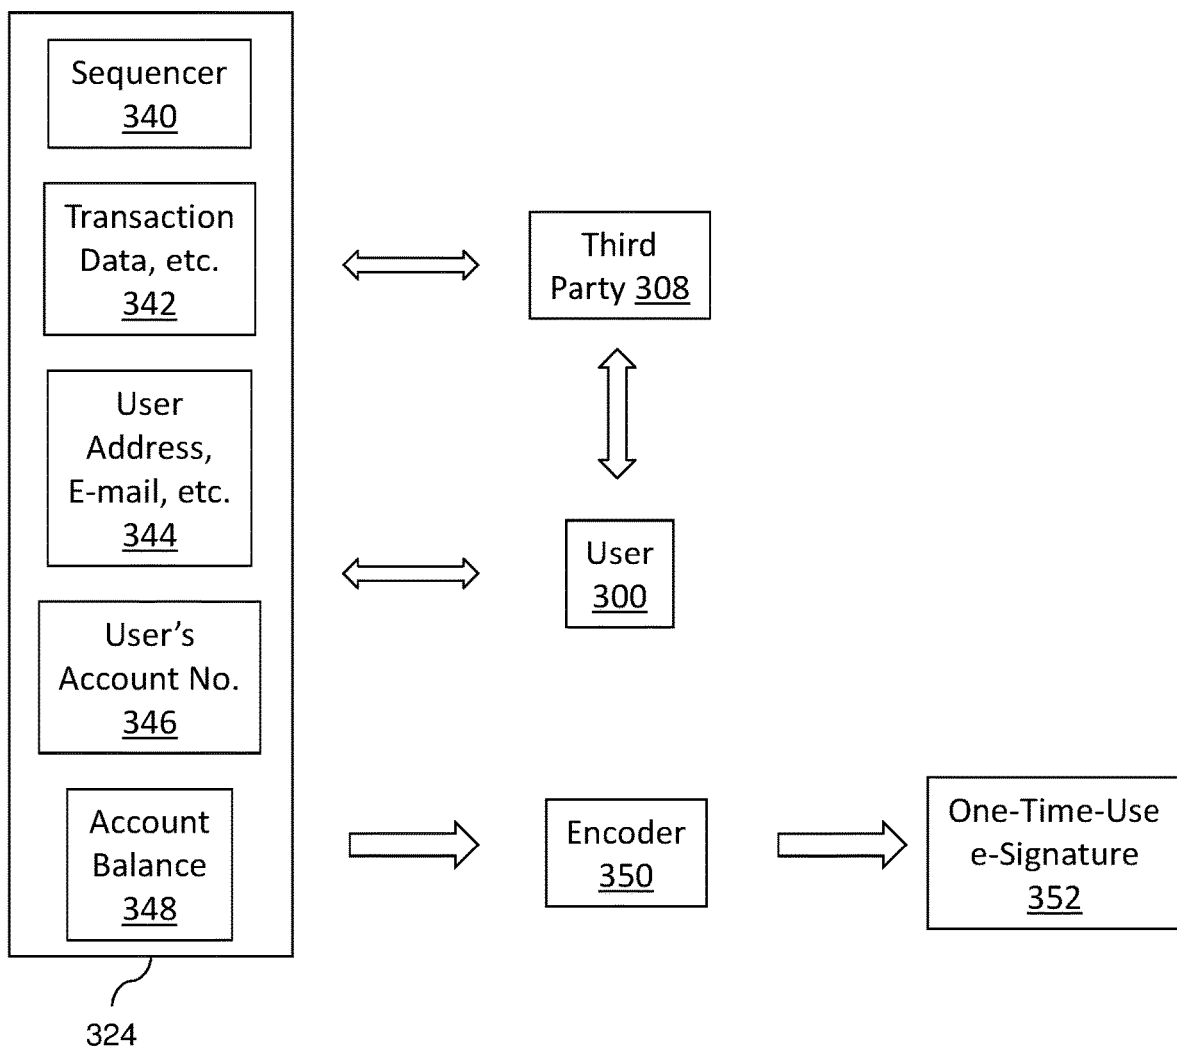 Sequencer
340
Transaction
Data, etc.
342
User
Address,
E-mail, etc.
344
User's
Account No.
346
Account
Balance
348
324
Third
Party 308
User
300
Encoder
350
One-Time-Use
e-Signature
352